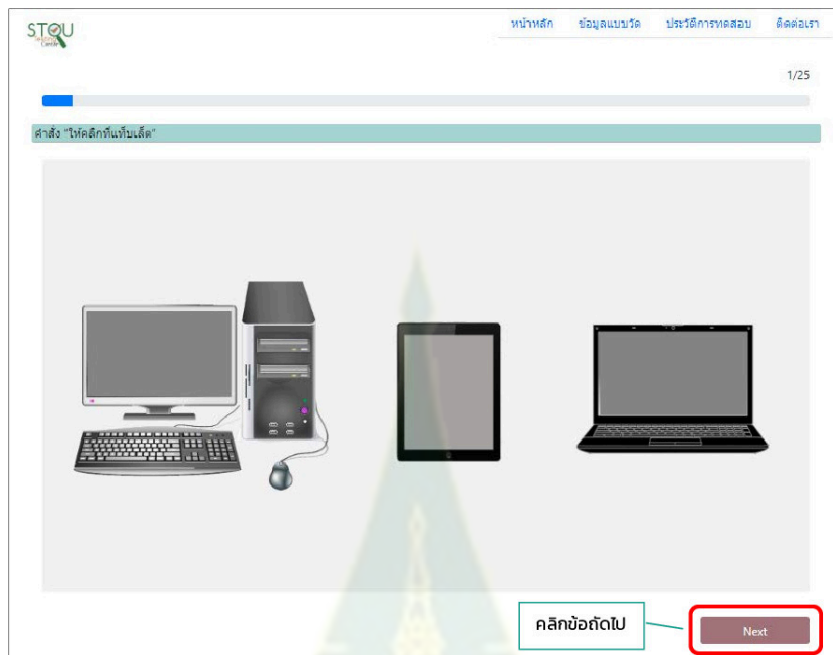 STOU
Testing
Center
หน้าหลัก ข้อมูลแบบวัด ประวัติการทดสอบ ติดต่อเรา
1/25
คำสั่ง "ให้คลิกที่แท็บเล็ต"
คลิกข้อถัดไป
Next